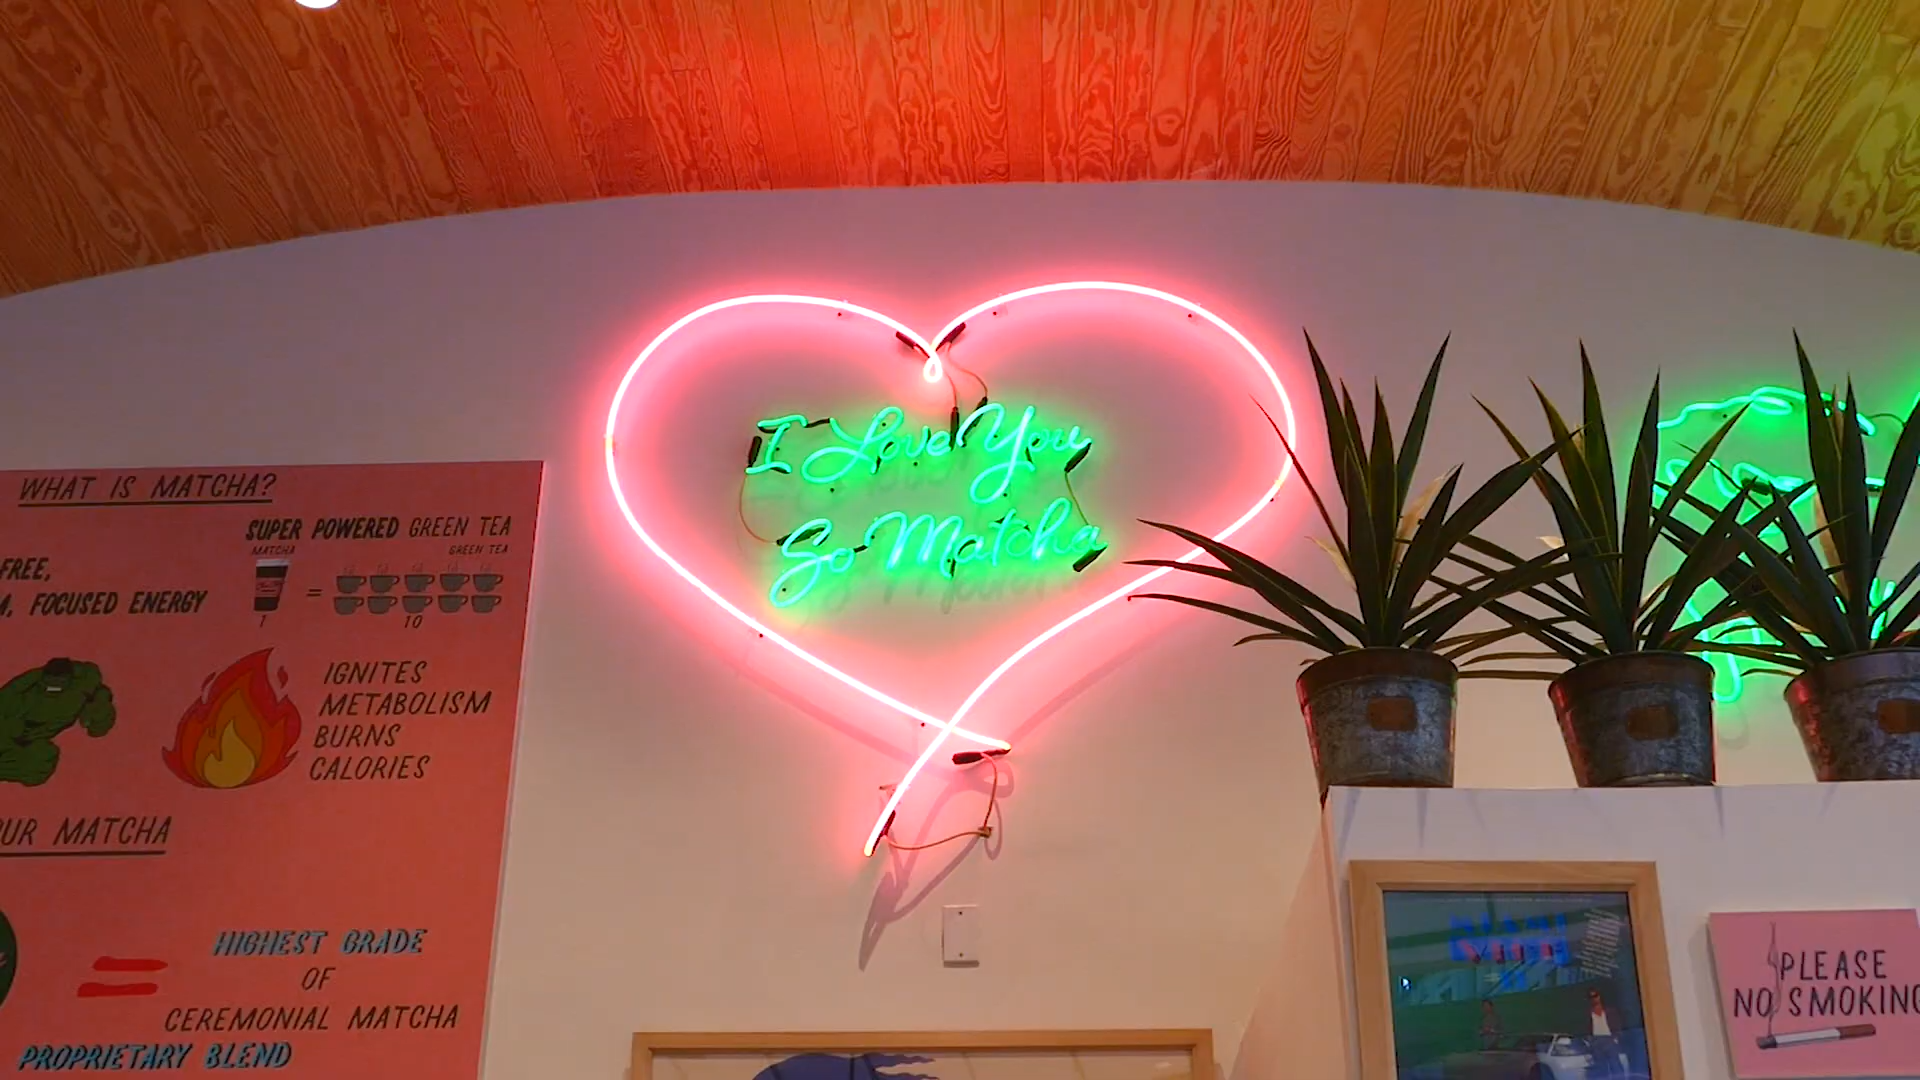 WHAT IS MATCHA?
SUPER POWERED GREEN TEA
MATCHA
GREEN TEA
=
1
10
FREE,
FOCUSED ENERGY
IGNITES
METABOLISM
BURNS
CALORIES
OUR MATCHA
HIGHEST GRADE
OF
CEREMONIAL MATCHA
PROPRIETARY BLEND
I Love You
So Matcha
PLEASE
NO SMOKING